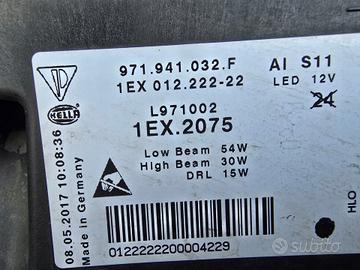 971.941.032.F
AI S11
1EX 012.222-22
LED 12V
24
HELLA
L971002
1EX.2075
Low Beam 54W
High Beam 30W
DRL 15W
0122222200004229
08.05.2017 10:08:36
Made in Germany
HLO
subito